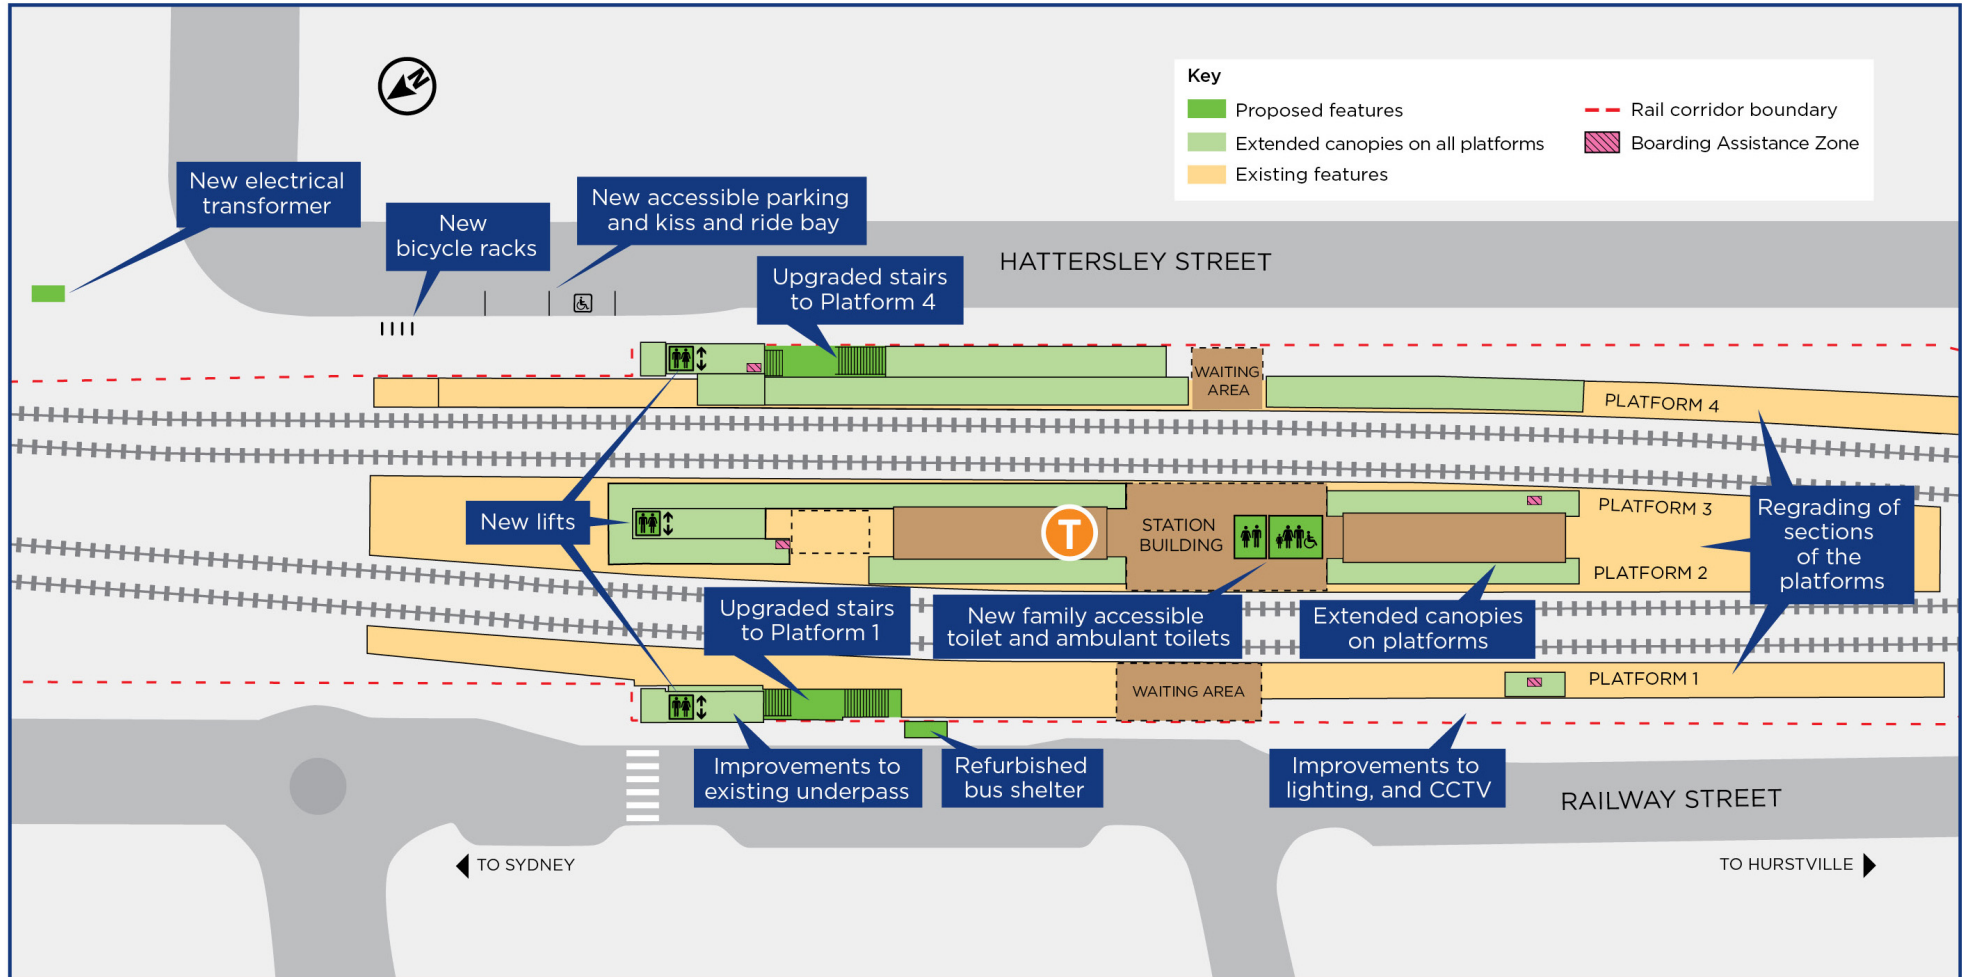 N
Key
Proposed features
Extended canopies on all platforms
Existing features
Rail corridor boundary
Boarding Assistance Zone
New electrical
transformer
New
bicycle racks
New accessible parking
and kiss and ride bay
HATTERSLEY STREET
Upgraded stairs
to Platform 4
WAITING
AREA
PLATFORM 4
New lifts
T
STATION
BUILDING
PLATFORM 3
PLATFORM 2
Regrading of
sections
of the
platforms
Upgraded stairs
to Platform 1
New family accessible
toilet and ambulant toilets
Extended canopies
on platforms
WAITING AREA
PLATFORM 1
Improvements to
existing underpass
Refurbished
bus shelter
Improvements to
lighting, and CCTV
RAILWAY STREET
TO SYDNEY
TO HURSTVILLE